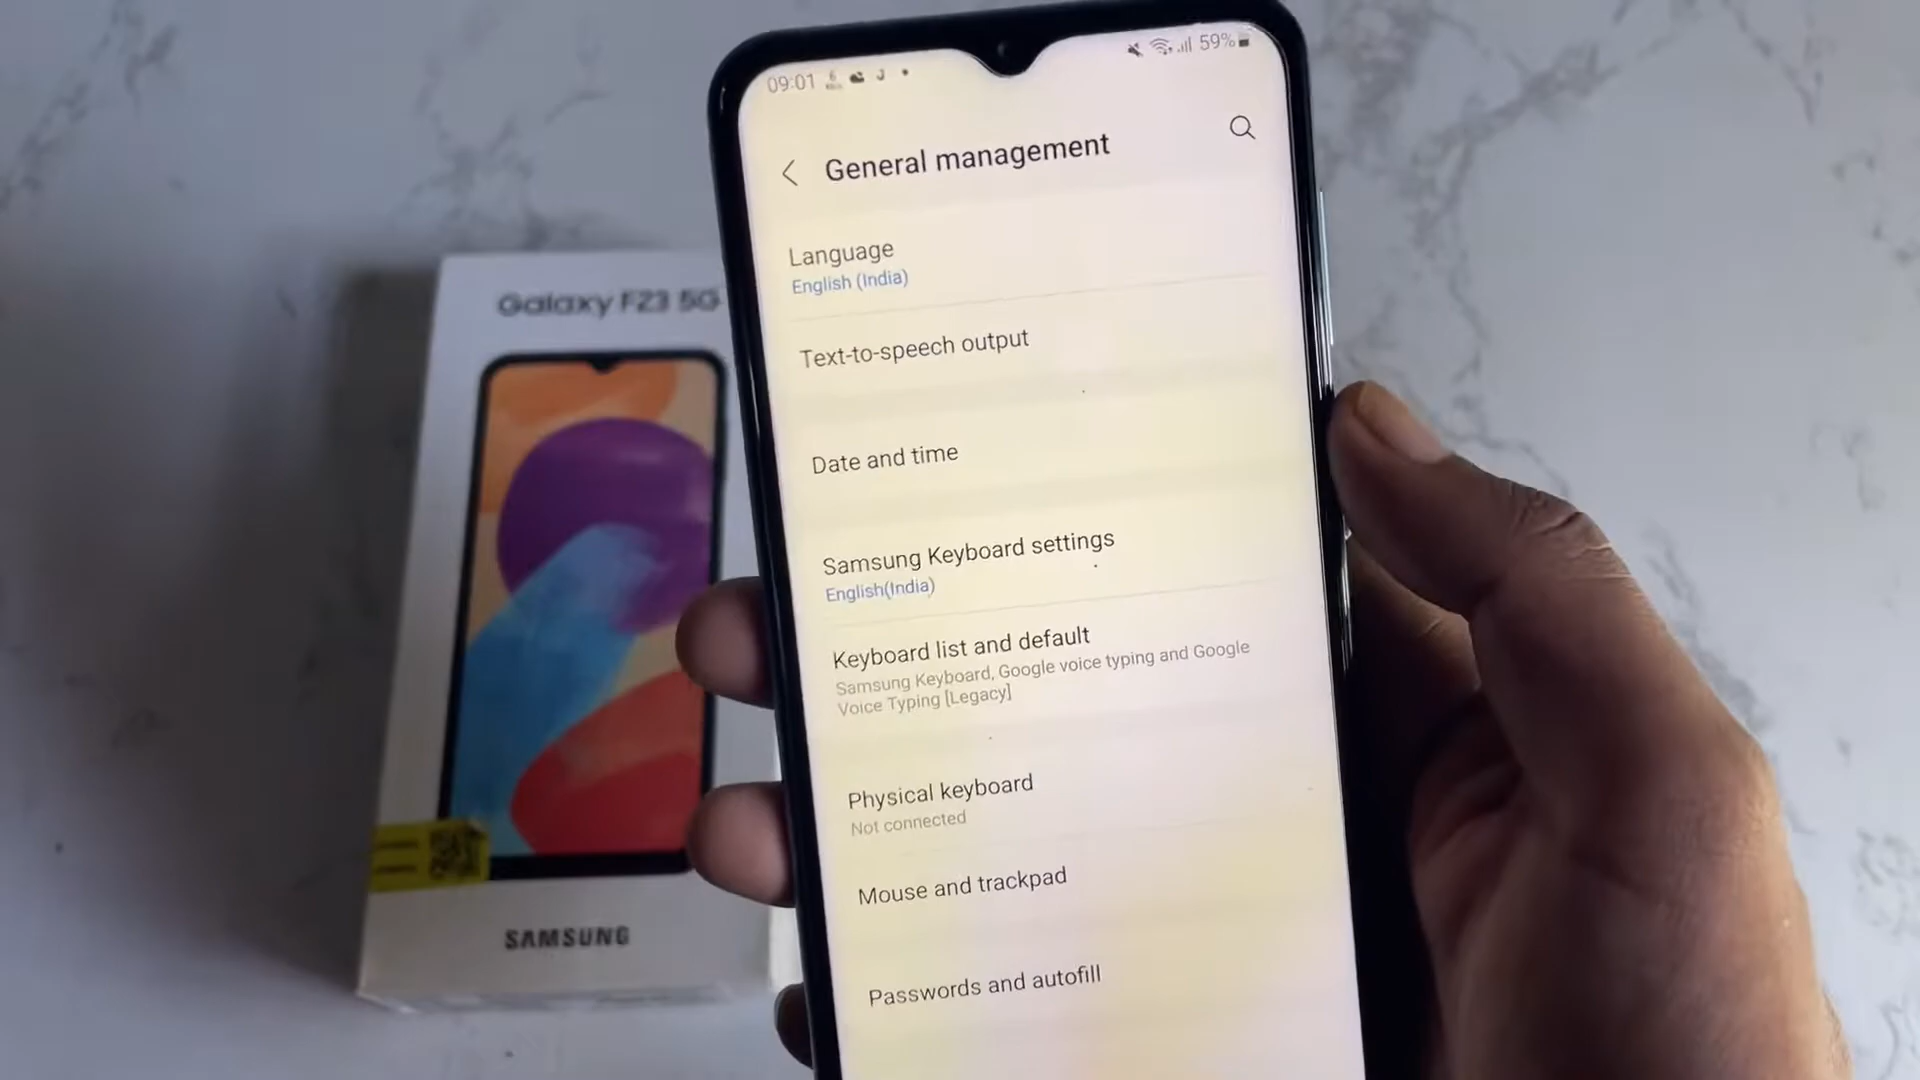 09:01
59%
General management
Language
English (India)
Text-to-speech output
Date and time
Samsung Keyboard settings
English(India)
Keyboard list and default
Samsung Keyboard, Google voice typing and Google
Voice Typing [Legacy]
Physical keyboard
Not connected
Mouse and trackpad
Passwords and autofill
Galaxy F23 5G
SAMSUNG